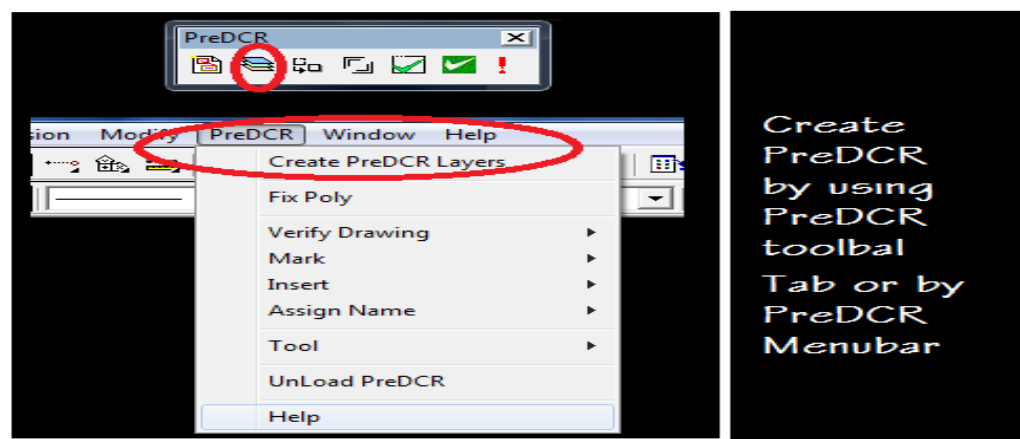 PreDCR
sion Modify PreDCR Window Help
Create PreDCR Layers
Fix Poly
Verify Drawing
Mark
Insert
Assign Name
Tool
UnLoad PreDCR
Help
Create
PreDCR
by using
PreDCR
toolbal
Tab or by
PreDCR
Menubar